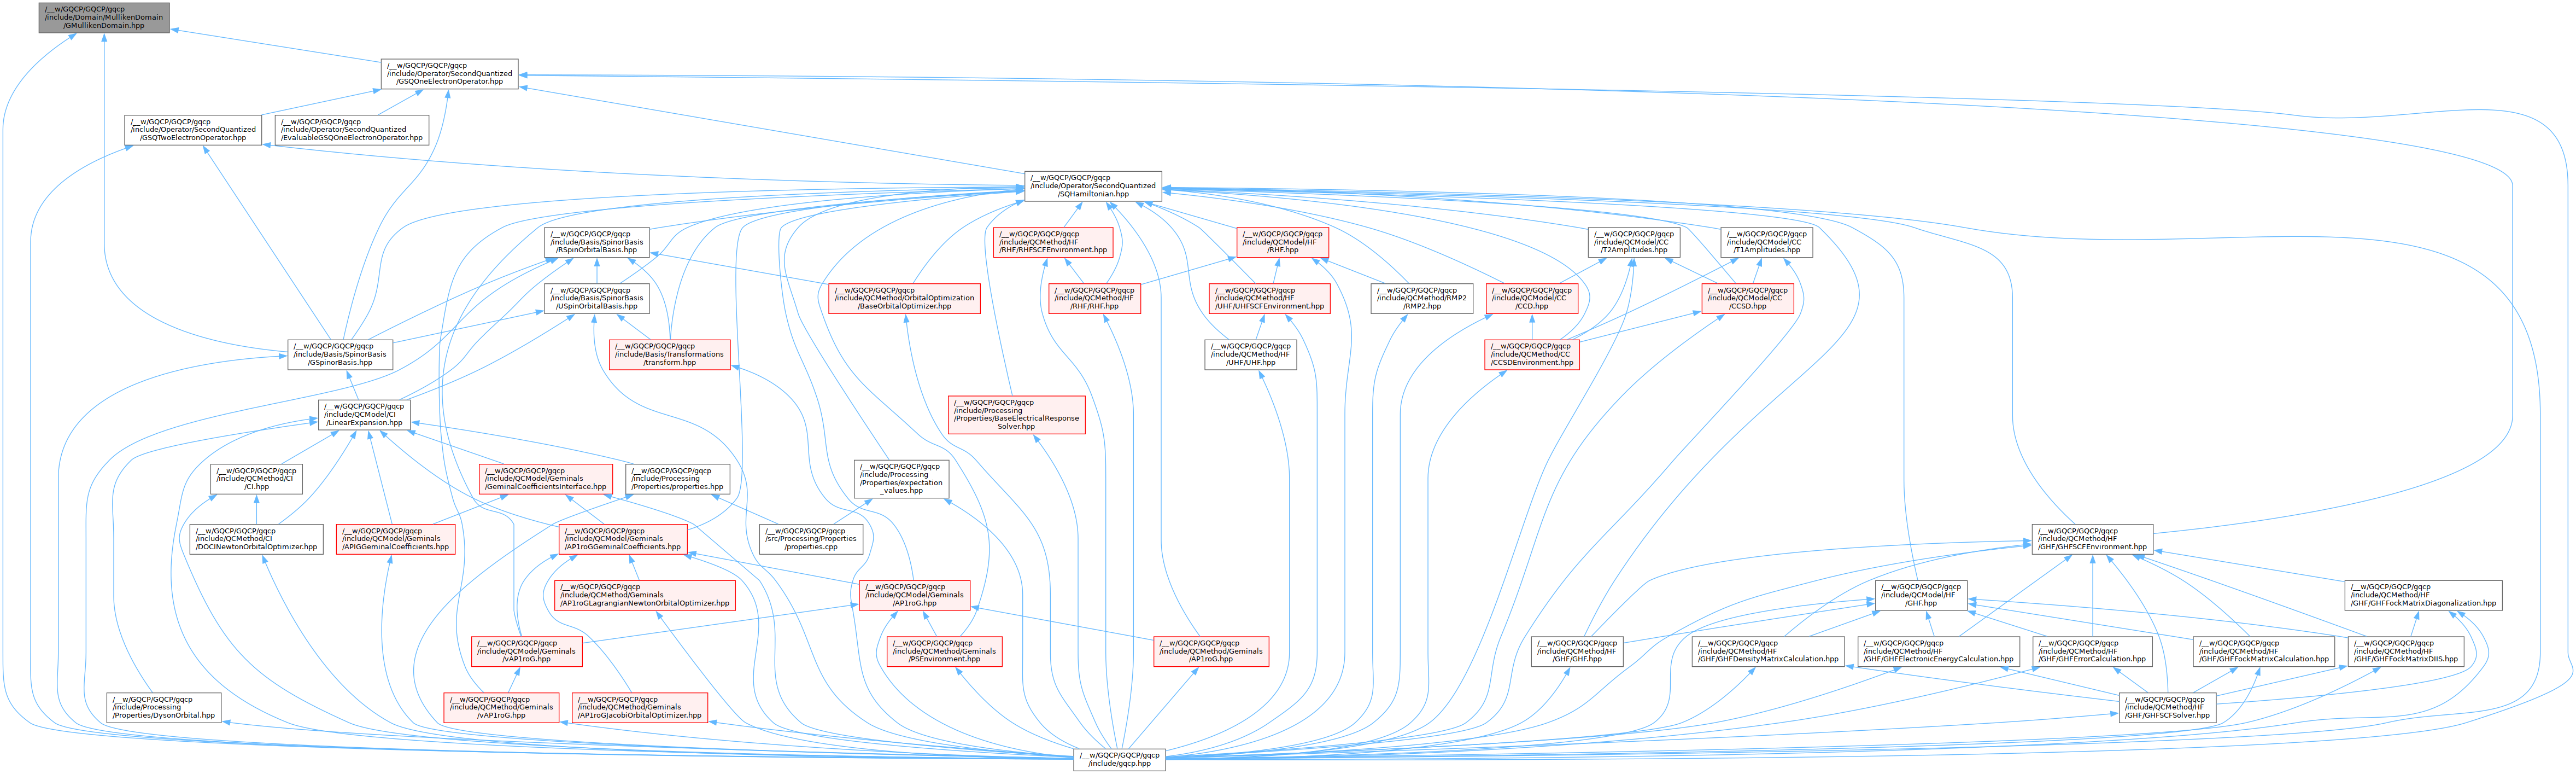 /__w/GQCP/GQCP/gqcp
/include/Domain/MullikenDomain
/GMullikenDomain.hpp
/__w/GQCP/GQCP/gqcp
/include/Operator/SecondQuantized
/GSQOneElectronOperator.hpp
/__w/GQCP/GQCP/gqcp
/include/Operator/SecondQuantized
/GSQTwoElectronOperator.hpp
/__w/GQCP/GQCP/gqcp
/include/Operator/SecondQuantized
/EvaluableGSQOneElectronOperator.hpp
/__w/GQCP/GQCP/gqcp
/include/Operator/SecondQuantized
/SQHamiltonian.hpp
/__w/GQCP/GQCP/gqcp
/include/Basis/SpinorBasis
/RSpinOrbitalBasis.hpp
/__w/GQCP/GQCP/gqcp
/include/QCMethod/HF
/RHF/RHFSCFEnvironment.hpp
/__w/GQCP/GQCP/gqcp
/include/QCModel/HF
/RHF.hpp
/__w/GQCP/GQCP/gqcp
/include/QCModel/CC
/T2Amplitudes.hpp
/__w/GQCP/GQCP/gqcp
/include/QCModel/CC
/T1Amplitudes.hpp
/__w/GQCP/GQCP/gqcp
/include/Basis/SpinorBasis
/USpinOrbitalBasis.hpp
/__w/GQCP/GQCP/gqcp
/include/QCMethod/OrbitalOptimization
/BaseOrbitalOptimizer.hpp
/__w/GQCP/GQCP/gqcp
/include/QCMethod/HF
/RHF/RHF.hpp
/__w/GQCP/GQCP/gqcp
/include/QCMethod/HF
/UHF/UHFSCFEnvironment.hpp
/__w/GQCP/GQCP/gqcp
/include/QCMethod/RMP2
/RMP2.hpp
/__w/GQCP/GQCP/gqcp
/include/QCModel/CC
/CCD.hpp
/__w/GQCP/GQCP/gqcp
/include/QCModel/CC
/CCSD.hpp
/__w/GQCP/GQCP/gqcp
/include/Basis/SpinorBasis
/GSpinorBasis.hpp
/__w/GQCP/GQCP/gqcp
/include/Basis/Transformations
/transform.hpp
/__w/GQCP/GQCP/gqcp
/include/QCMethod/HF
/UHF/UHF.hpp
/__w/GQCP/GQCP/gqcp
/include/QCMethod/CC
/CCSDEnvironment.hpp
/__w/GQCP/GQCP/gqcp
/include/QCModel/CI
/LinearExpansion.hpp
/__w/GQCP/GQCP/gqcp
/include/Processing
/Properties/BaseElectricalResponse
Solver.hpp
/__w/GQCP/GQCP/gqcp
/include/QCMethod/CI
/CI.hpp
/__w/GQCP/GQCP/gqcp
/include/QCModel/Geminals
/GeminalCoefficientsInterface.hpp
/__w/GQCP/GQCP/gqcp
/include/Processing
/Properties/properties.hpp
/__w/GQCP/GQCP/gqcp
/include/Processing
/Properties/expectation
_values.hpp
/__w/GQCP/GQCP/gqcp
/include/QCMethod/CI
/DOCINewtonOrbitalOptimizer.hpp
/__w/GQCP/GQCP/gqcp
/include/QCModel/Geminals
/APIGGeminalCoefficients.hpp
/__w/GQCP/GQCP/gqcp
/include/QCModel/Geminals
/AP1roGGeminalCoefficients.hpp
/__w/GQCP/GQCP/gqcp
/src/Processing/Properties
/properties.cpp
/__w/GQCP/GQCP/gqcp
/include/QCMethod/HF
/GHF/GHFSCFEnvironment.hpp
/__w/GQCP/GQCP/gqcp
/include/QCMethod/Geminals
/AP1roGLagrangianNewtonOrbitalOptimizer.hpp
/__w/GQCP/GQCP/gqcp
/include/QCModel/Geminals
/AP1roG.hpp
/__w/GQCP/GQCP/gqcp
/include/QCModel/HF
/GHF.hpp
/__w/GQCP/GQCP/gqcp
/include/QCMethod/HF
/GHF/GHFFockMatrixDiagonalization.hpp
/__w/GQCP/GQCP/gqcp
/include/QCModel/Geminals
/vAP1roG.hpp
/__w/GQCP/GQCP/gqcp
/include/QCMethod/Geminals
/PSEnvironment.hpp
/__w/GQCP/GQCP/gqcp
/include/QCMethod/Geminals
/AP1roG.hpp
/__w/GQCP/GQCP/gqcp
/include/QCMethod/HF
/GHF/GHF.hpp
/__w/GQCP/GQCP/gqcp
/include/QCMethod/HF
/GHF/GHFDensityMatrixCalculation.hpp
/__w/GQCP/GQCP/gqcp
/include/QCMethod/HF
/GHF/GHFElectronicEnergyCalculation.hpp
/__w/GQCP/GQCP/gqcp
/include/QCMethod/HF
/GHF/GHFErrorCalculation.hpp
/__w/GQCP/GQCP/gqcp
/include/QCMethod/HF
/GHF/GHFFockMatrixCalculation.hpp
/__w/GQCP/GQCP/gqcp
/include/QCMethod/HF
/GHF/GHFFockMatrixDIIS.hpp
/__w/GQCP/GQCP/gqcp
/include/Processing
/Properties/DysonOrbital.hpp
/__w/GQCP/GQCP/gqcp
/include/QCMethod/Geminals
/vAP1roG.hpp
/__w/GQCP/GQCP/gqcp
/include/QCMethod/Geminals
/AP1roGJacobiOrbitalOptimizer.hpp
/__w/GQCP/GQCP/gqcp
/include/QCMethod/HF
/GHF/GHFSCFSolver.hpp
/__w/GQCP/GQCP/gqcp
/include/gqcp.hpp